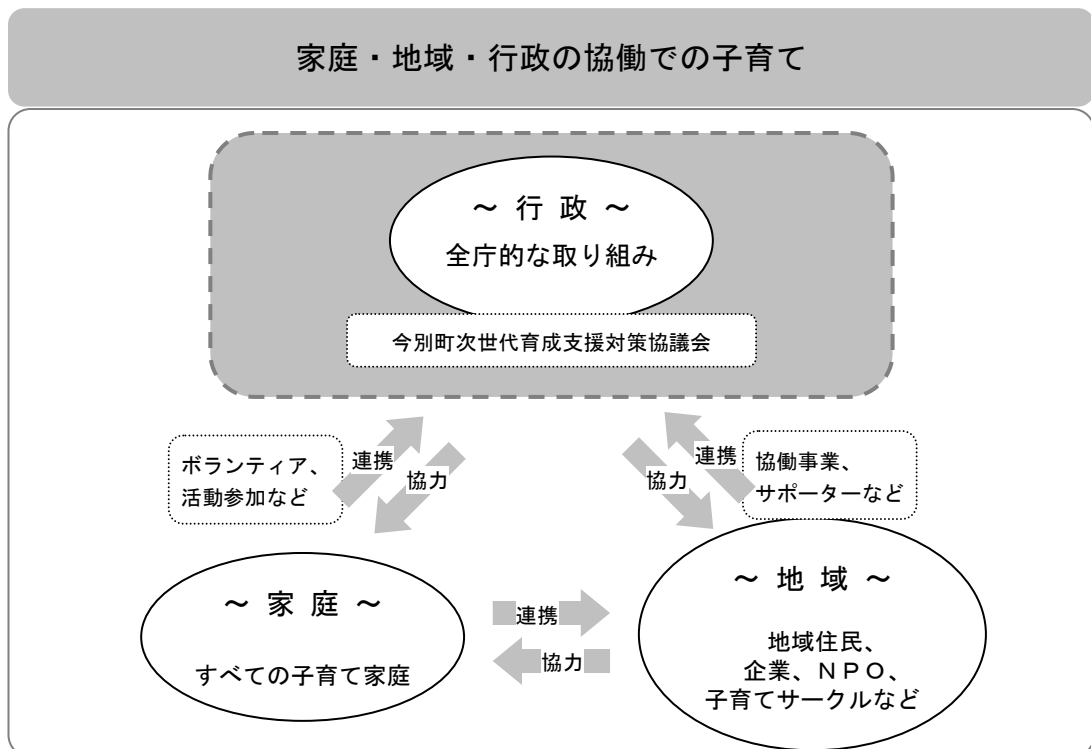 家庭・地域・行政の協働での子育て
～ 行 政 ～
全庁的な取り組み
今別町次世代育成支援対策協議会
ボランティア、
活動参加など
連携
協力
協力
連携
協働事業、
サポーターなど
～ 家 庭 ～
すべての子育て家庭
連携
協力
～ 地 域 ～
地域住民、
企業、ＮＰＯ、
子育てサークルなど